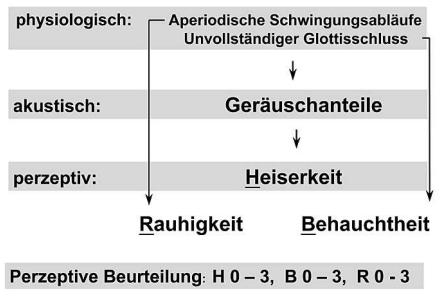 physiologisch: Aperiodische Schwingungsabläufe
Unvollständiger Glottisschluss
akustisch: Geräuschanteile
perzeptiv: Heiserkeit
Rauhigkeit Behauchtheit
Perzeptive Beurteilung: H 0 – 3, B 0 – 3, R 0 - 3